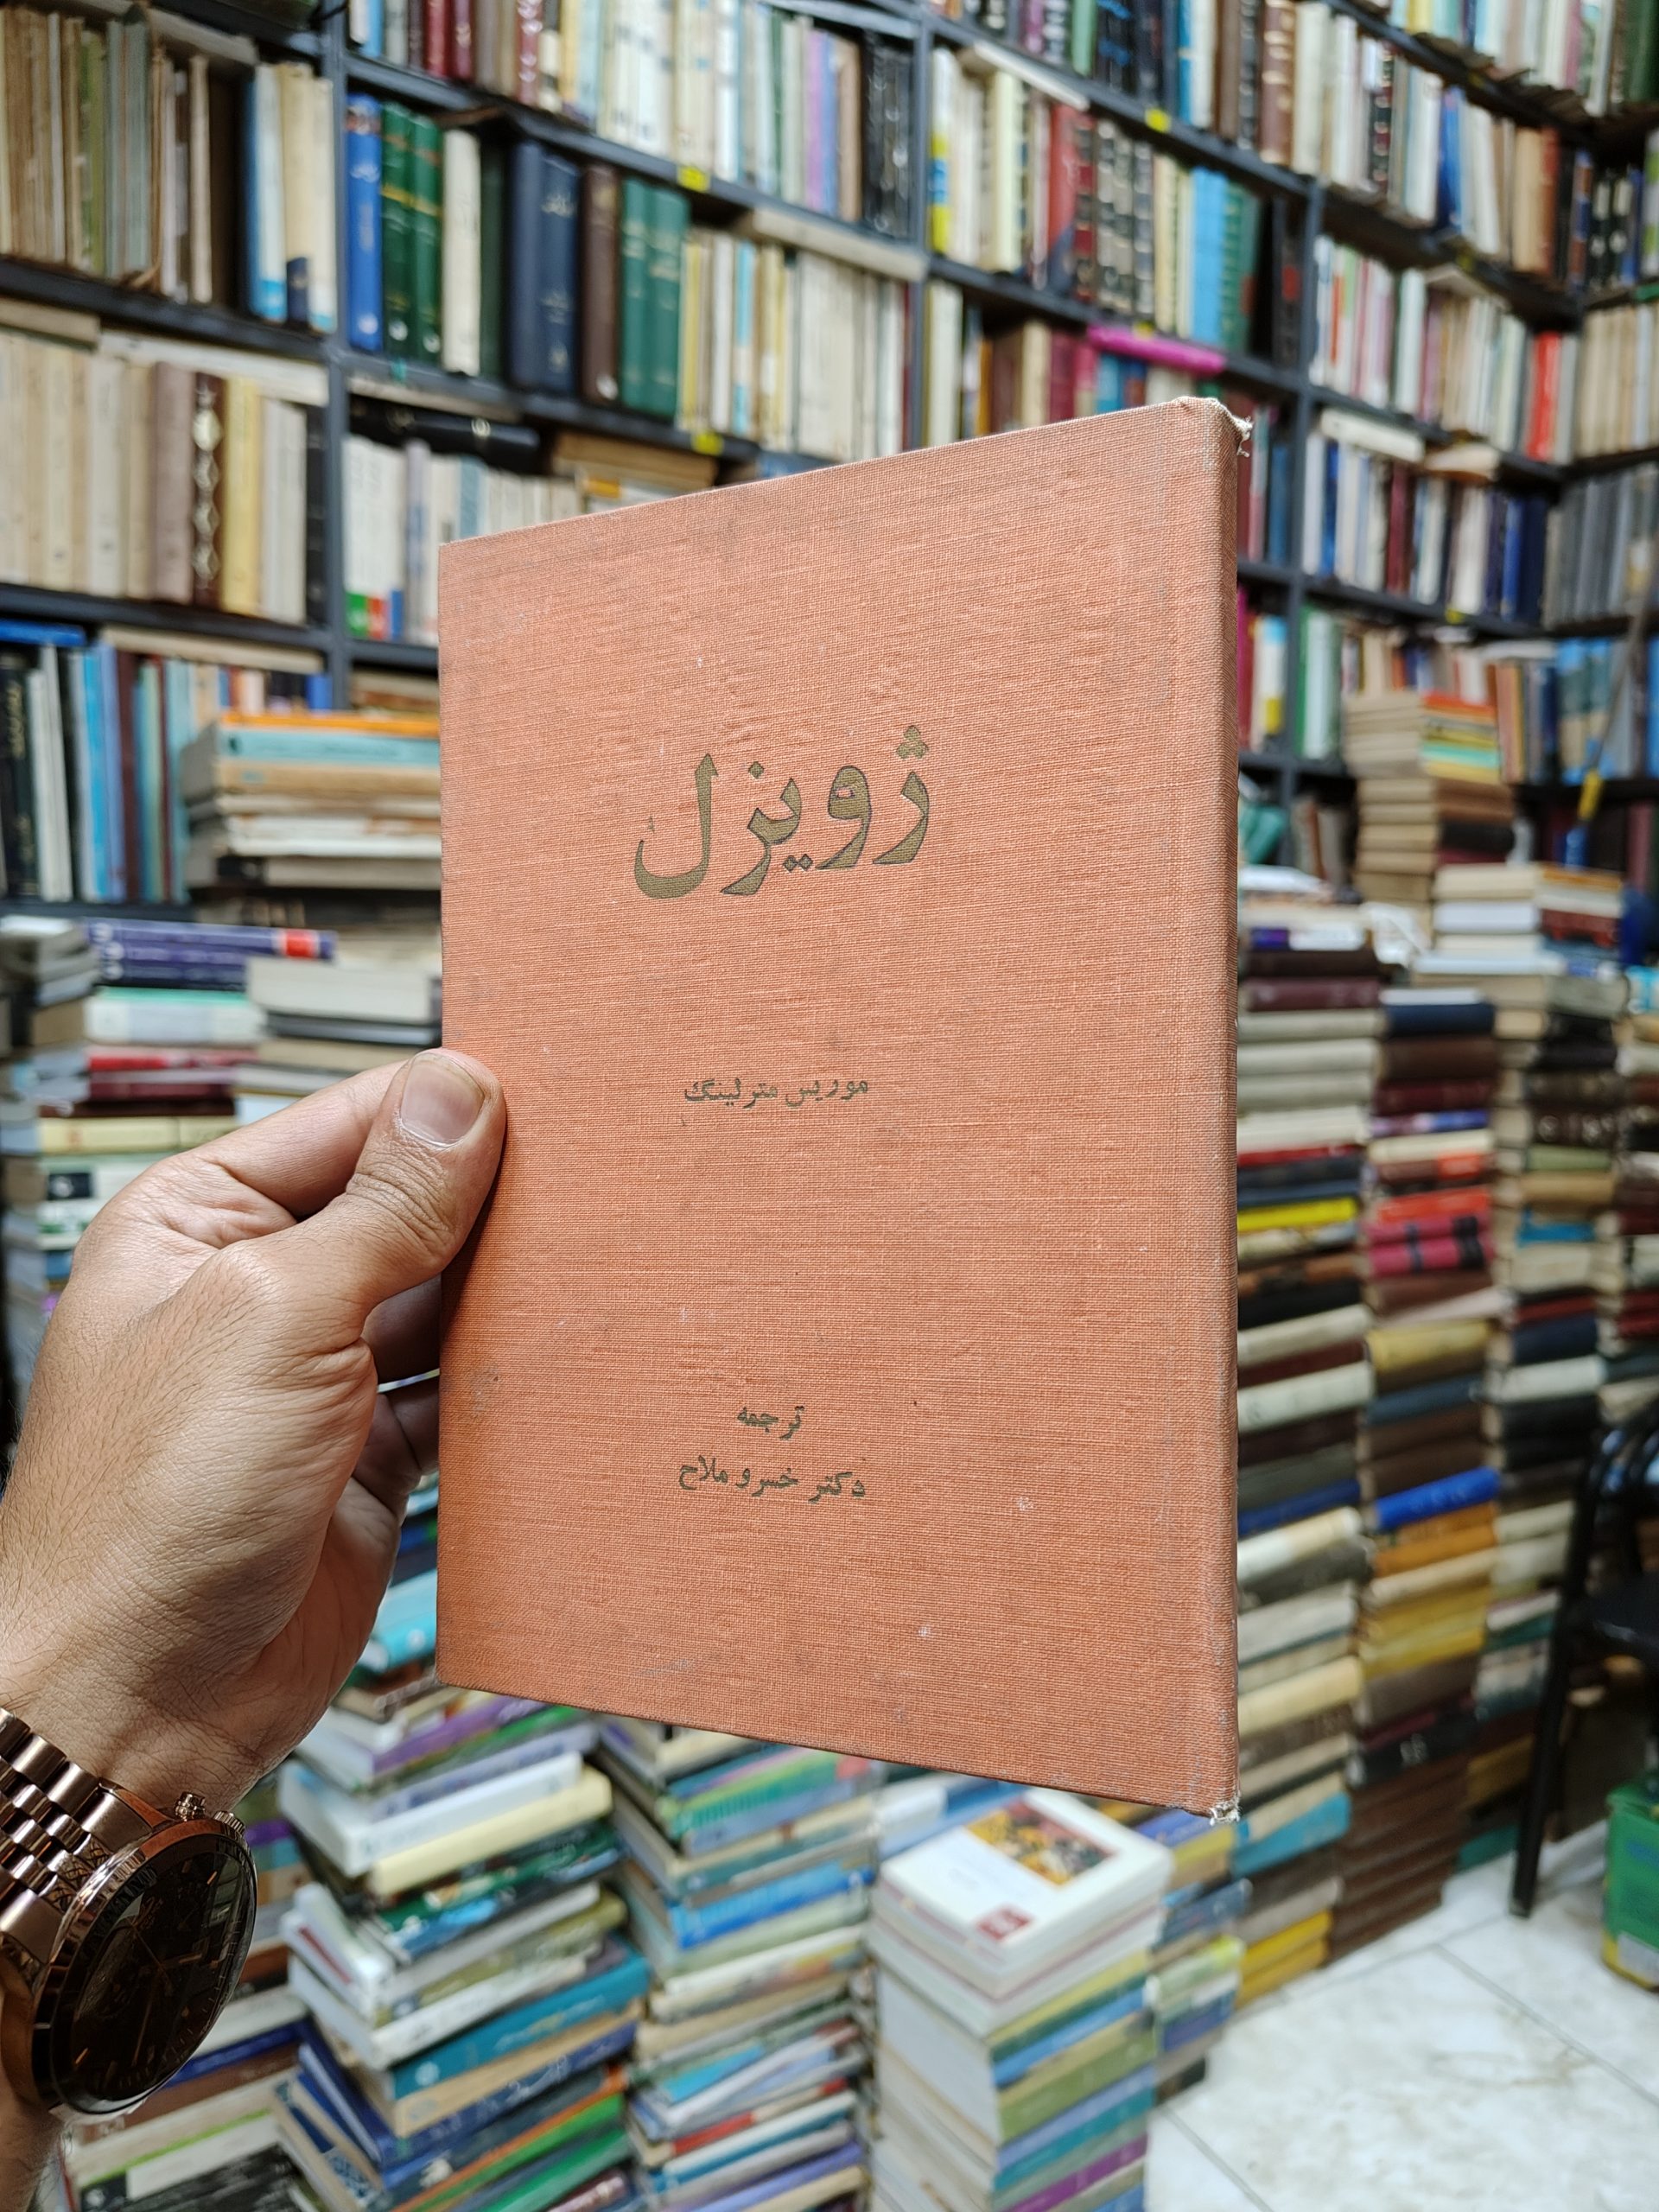 ژویزل
موریس مترلینگ
ترجمه
دکتر خسرو ملاح